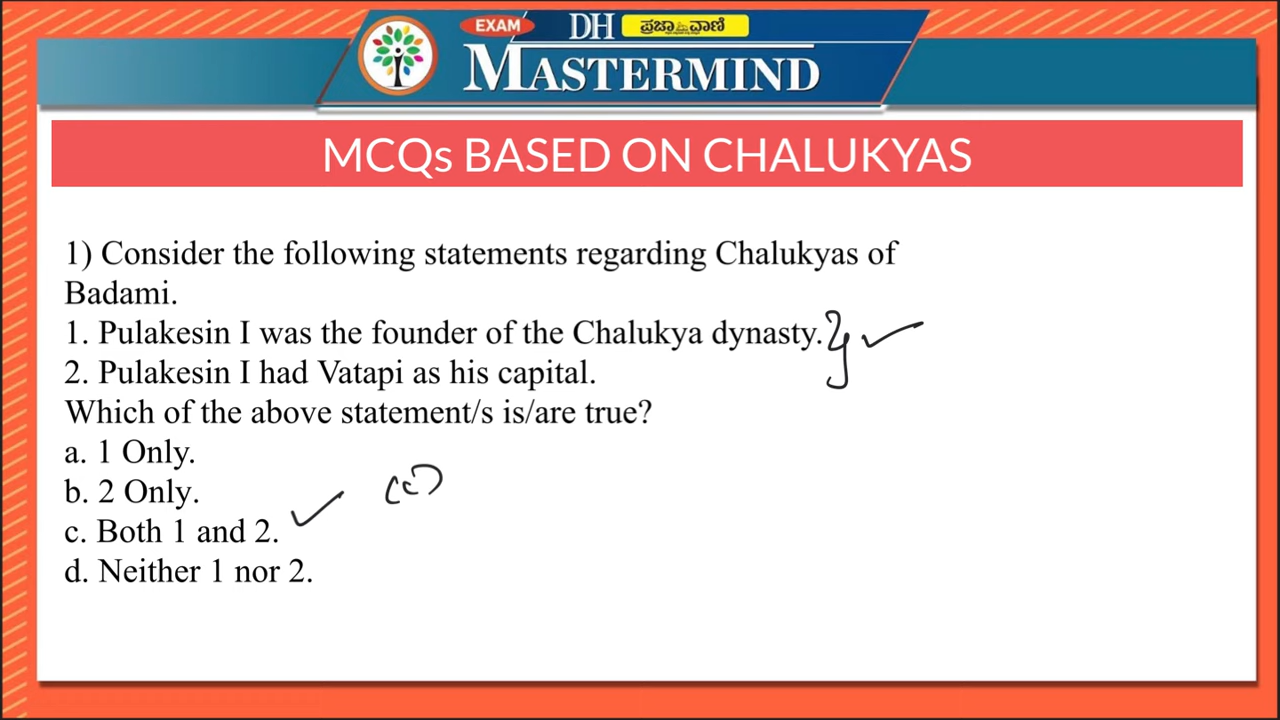 EXAM
DH ಪ್ರಜಾವಾಣಿ
MASTERMIND
MCQs BASED ON CHALUKYAS
1) Consider the following statements regarding Chalukyas of
Badami.
1. Pulakesin I was the founder of the Chalukya dynasty.
2. Pulakesin I had Vatapi as his capital.
Which of the above statement/s is/are true?
a. 1 Only.
b. 2 Only.
(c)
c. Both 1 and 2.
d. Neither 1 nor 2.